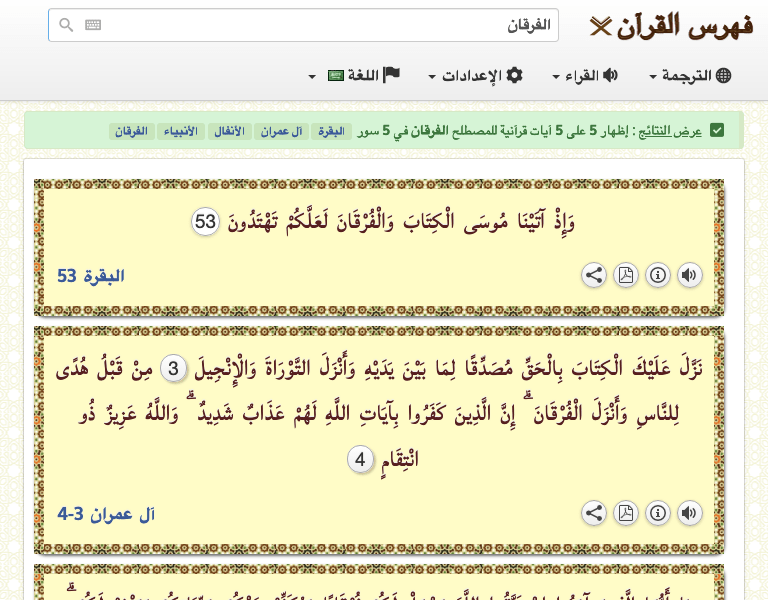 فهرس القرآن
الفرقان
الترجمة القراء الإعدادات اللغة
عرض النتائج : إظهار 5 على 5 آيات قرآنية للمصطلح الفرقان في 5 سور البقرة آل عمران الأنفال الأنبياء الفرقان
وَإِذْ آتَيْنَا مُوسَى الْكِتَابَ وَالْفُرْقَانَ لَعَلَّكُمْ تَهْتَدُونَ 53
البقرة 53
نَزَّلَ عَلَيْكَ الْكِتَابَ بِالْحَقِّ مُصَدِّقًا لِمَا بَيْنَ يَدَيْهِ وَأَنْزَلَ التَّوْرَاةَ وَالْإِنْجِيلَ 3 مِنْ قَبْلُ هُدًى
لِلنَّاسِ وَأَنْزَلَ الْفُرْقَانَ ۗ إِنَّ الَّذِينَ كَفَرُوا بِآيَاتِ اللَّهِ لَهُمْ عَذَابٌ شَدِيدٌ ۗ وَاللَّهُ عَزِيزٌ ذُو
انْتِقَامٍ 4
آل عمران 3-4